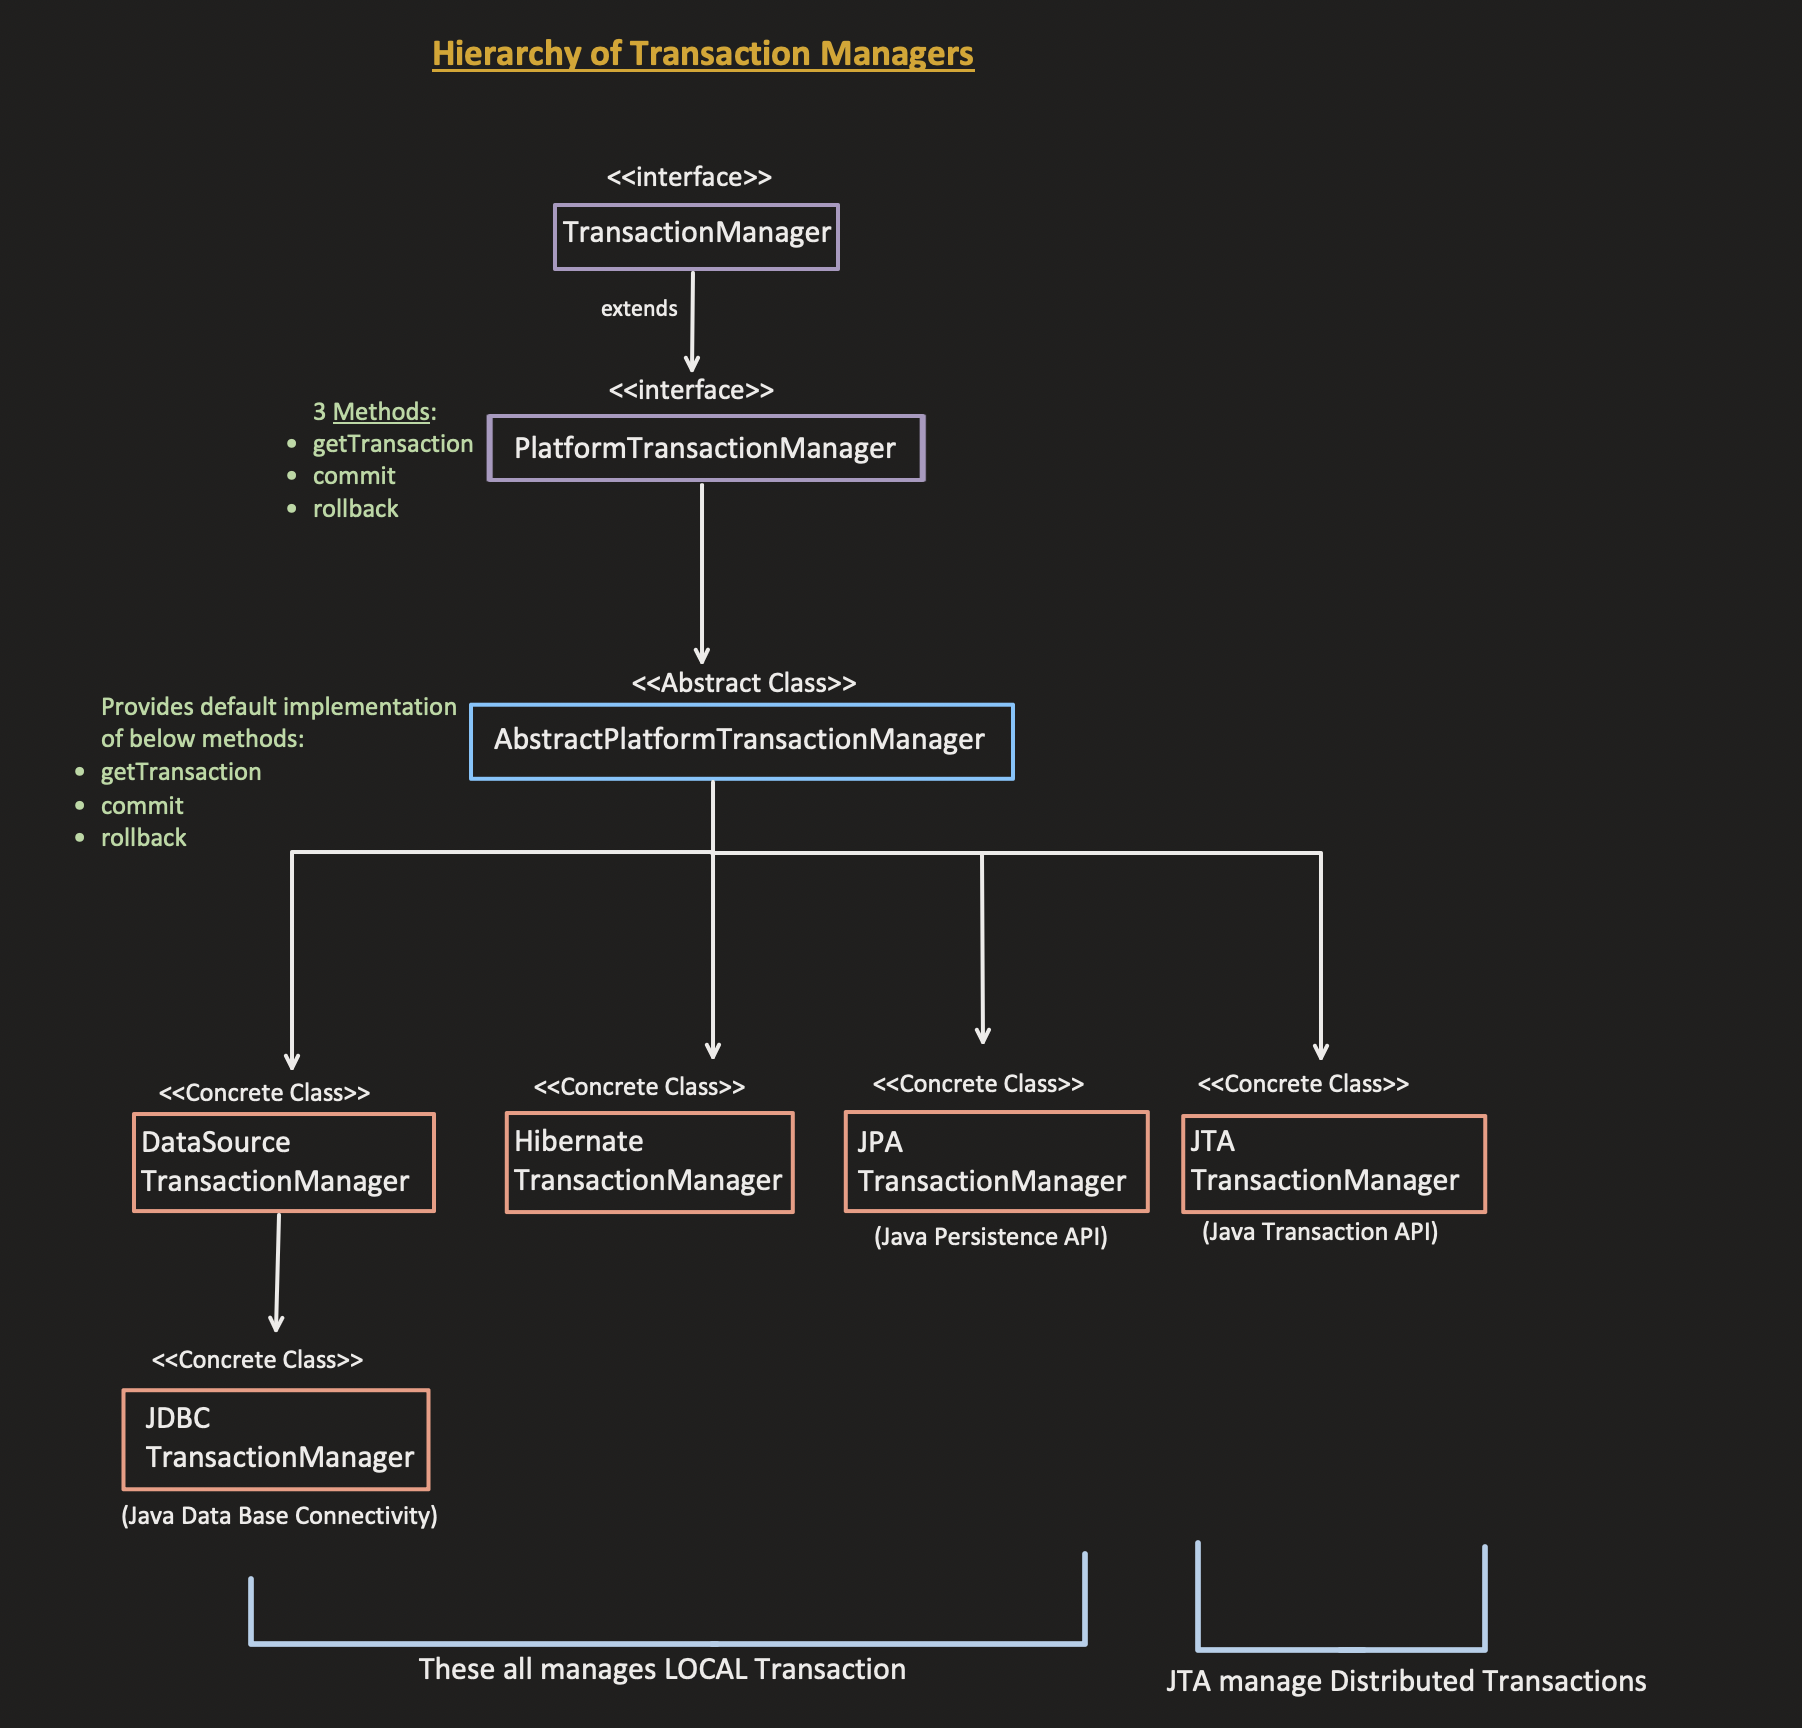 Hierarchy of Transaction Managers
<<interface>>
TransactionManager
extends
<<interface>>
PlatformTransactionManager
3 Methods:
• getTransaction
• commit
• rollback
<<Abstract Class>>
AbstractPlatformTransactionManager
Provides default implementation
of below methods:
• getTransaction
• commit
• rollback
<<Concrete Class>>
DataSource
TransactionManager
<<Concrete Class>>
Hibernate
TransactionManager
<<Concrete Class>>
JPA
TransactionManager
(Java Persistence API)
<<Concrete Class>>
JTA
TransactionManager
(Java Transaction API)
<<Concrete Class>>
JDBC
TransactionManager
(Java Data Base Connectivity)
These all manages LOCAL Transaction
JTA manage Distributed Transactions